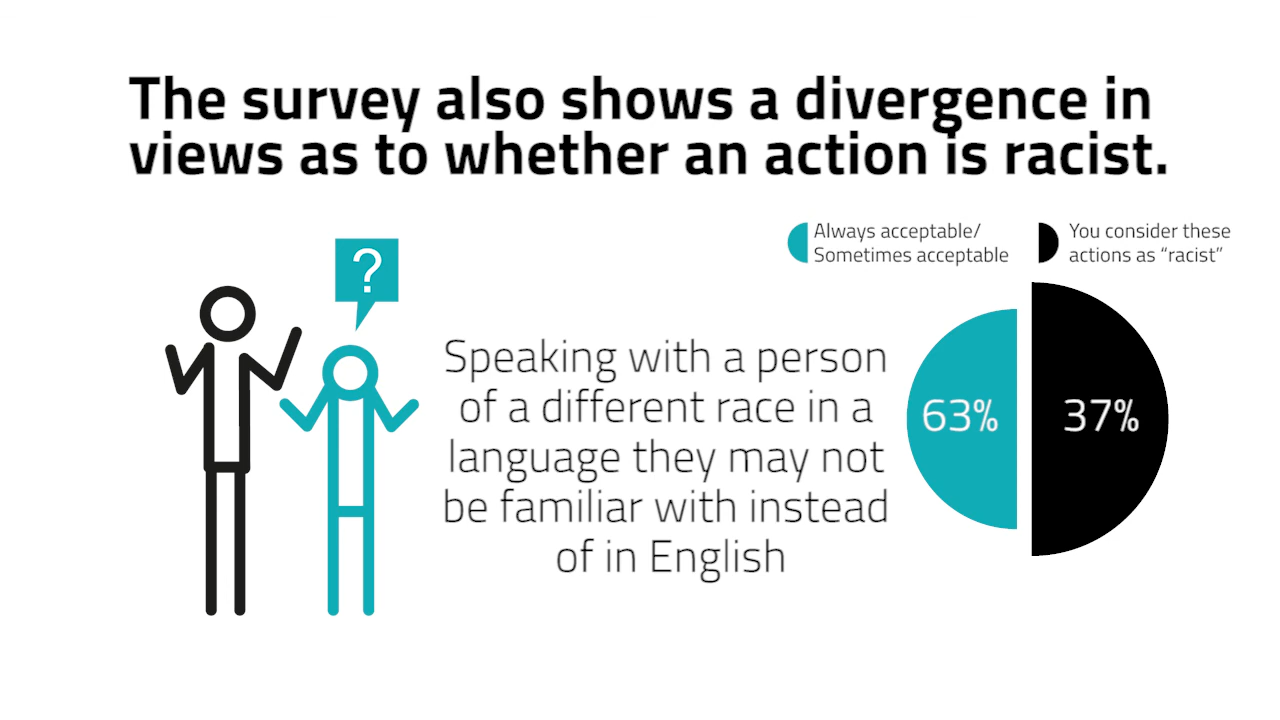 The survey also shows a divergence in
views as to whether an action is racist.
?
Always acceptable/
Sometimes acceptable
You consider these
actions as “racist”
Speaking with a person
of a different race in a
language they may not
be familiar with instead
of in English
63%
37%